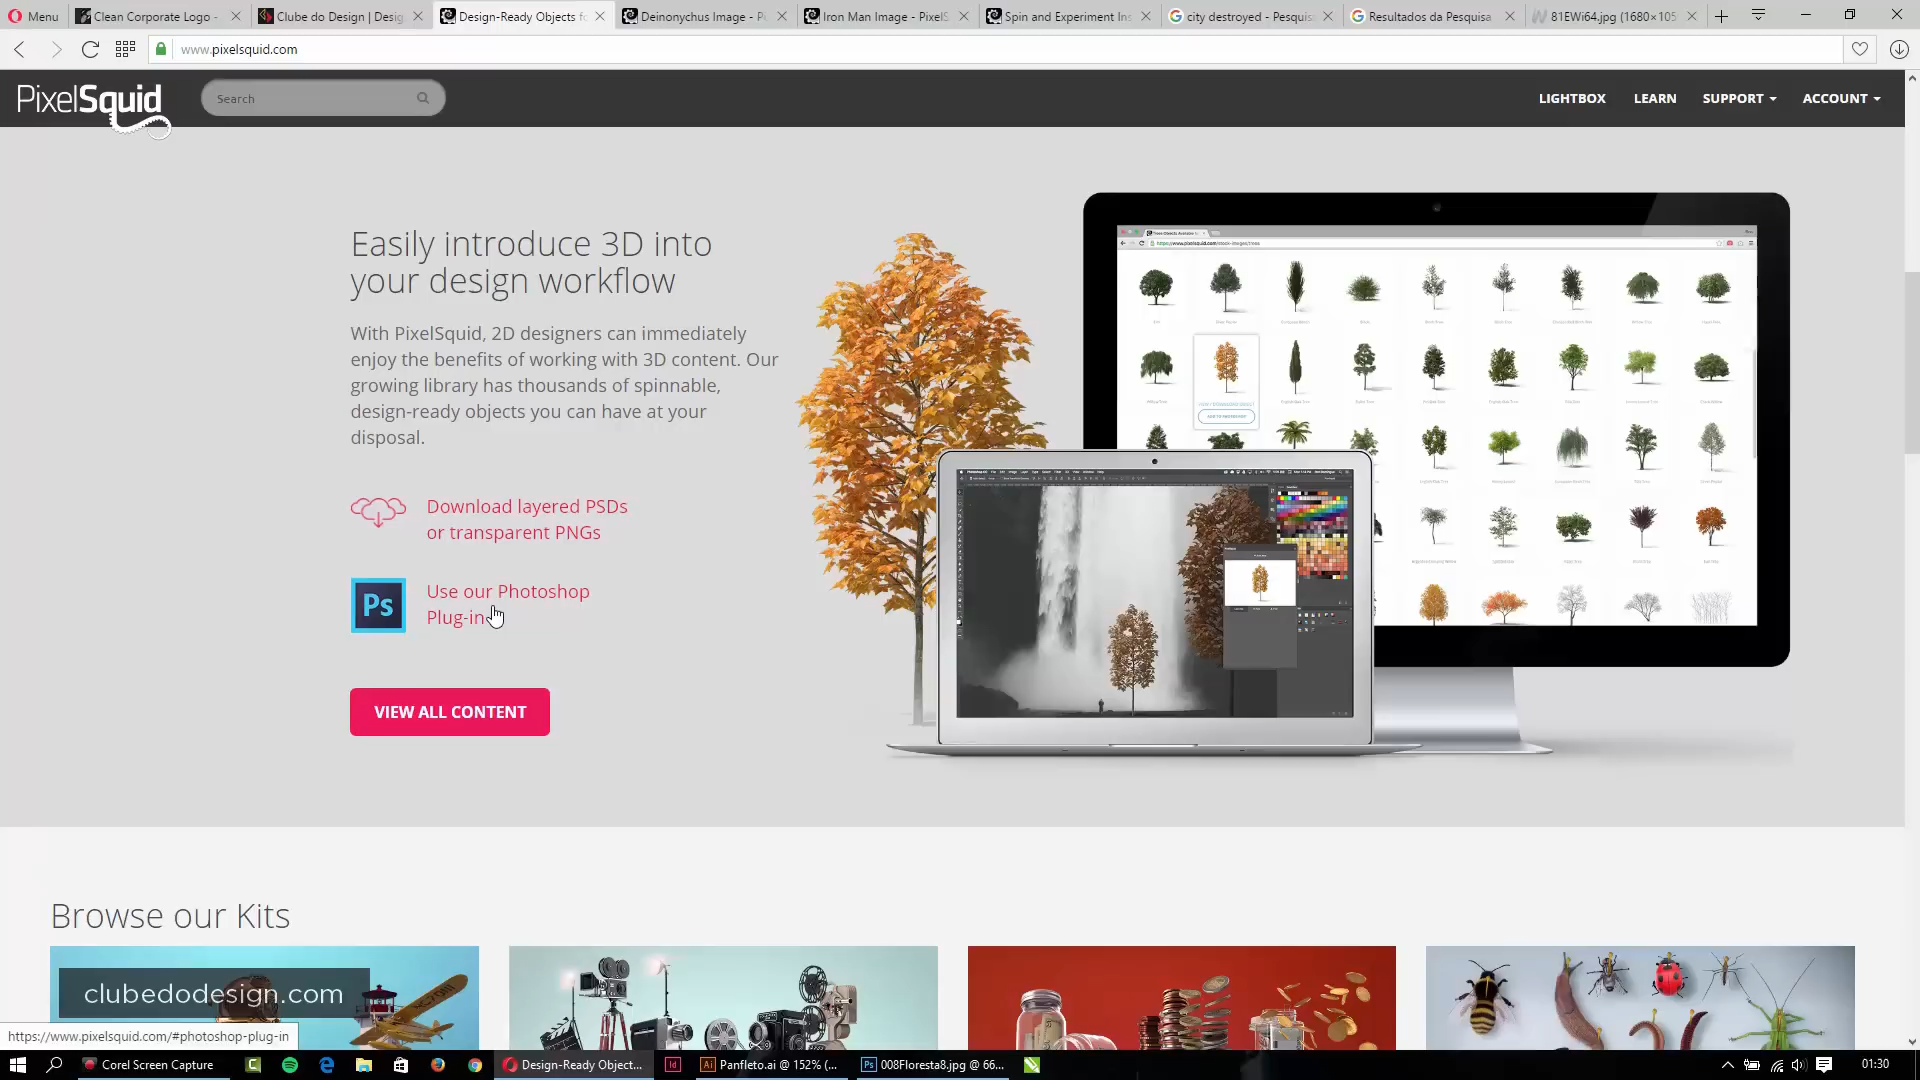 Menu
Clean Corporate Logo -
Clube do Design | Desig
Design-Ready Objects fo
Deinonychus Image - P
Iron Man Image - PixelS
Spin and Experiment Ins
city destroyed - Pesquis
Resultados da Pesquisa
81EWi64.jpg (1680×105
www.pixelsquid.com
PixelSquid
Search
LIGHTBOX
LEARN
SUPPORT
ACCOUNT
Easily introduce 3D into
your design workflow
With PixelSquid, 2D designers can immediately
enjoy the benefits of working with 3D content. Our
growing library has thousands of spinnable,
design-ready objects you can have at your
disposal.
Download layered PSDs
or transparent PNGs
Ps
Use our Photoshop
Plug-in
VIEW ALL CONTENT
Browse our Kits
clubedodesign.com
https://www.pixelsquid.com/#photoshop-plug-in
Corel Screen Capture
Design-Ready Object...
Panfleto.ai @ 152% (...
008Floresta8.jpg @ 66...
01:30